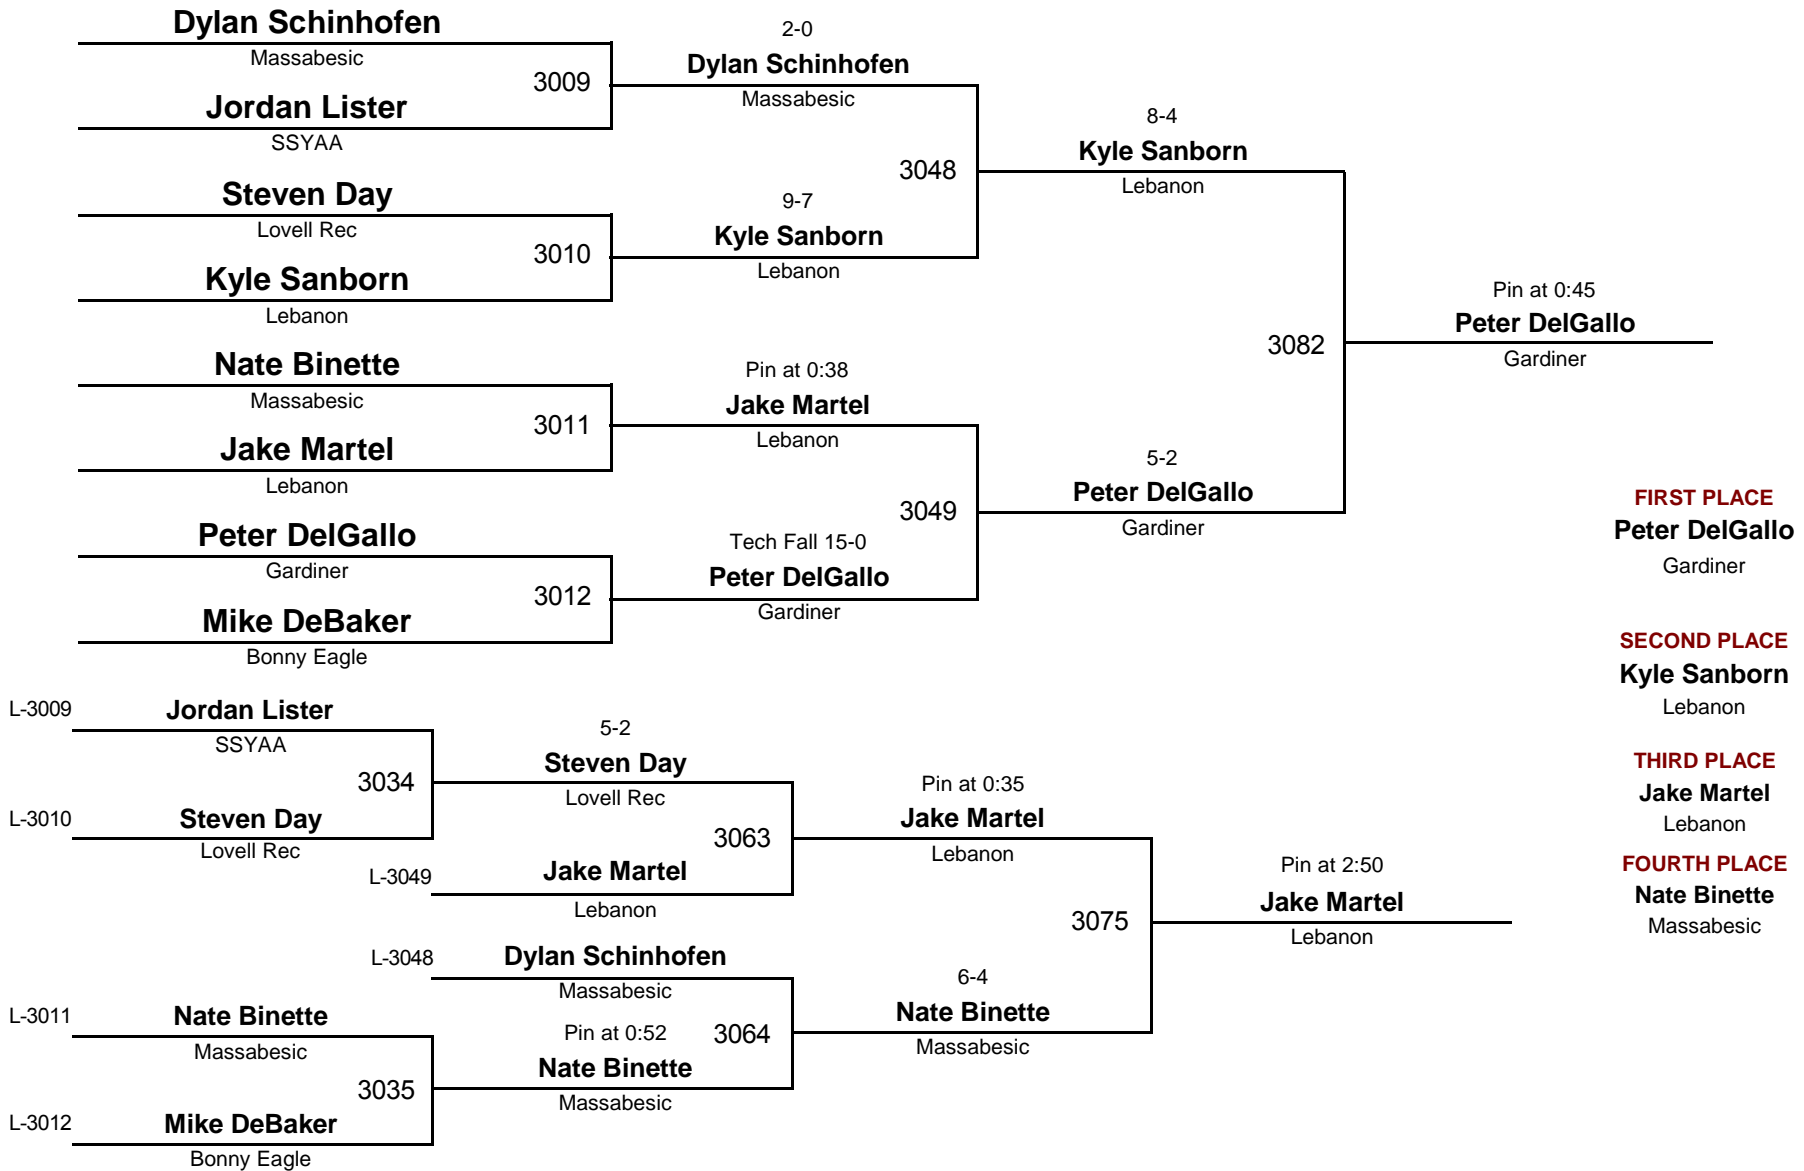 Dylan Schinhofen
Massabesic
3009
Jordan Lister
SSYAA
Steven Day
Lovell Rec
3010
Kyle Sanborn
Lebanon
Nate Binette
Massabesic
3011
Jake Martel
Lebanon
Peter DelGallo
Gardiner
3012
Mike DeBaker
Bonny Eagle
2-0
Dylan Schinhofen
Massabesic
3048
9-7
Kyle Sanborn
Lebanon
Pin at 0:38
Jake Martel
Lebanon
3049
Tech Fall 15-0
Peter DelGallo
Gardiner
8-4
Kyle Sanborn
Lebanon
3082
5-2
Peter DelGallo
Gardiner
Pin at 0:45
Peter DelGallo
Gardiner
FIRST PLACE
Peter DelGallo
Gardiner
SECOND PLACE
Kyle Sanborn
Lebanon
THIRD PLACE
Jake Martel
Lebanon
FOURTH PLACE
Nate Binette
Massabesic
L-3009
Jordan Lister
SSYAA
3034
L-3010
Steven Day
Lovell Rec
5-2
Steven Day
Lovell Rec
3063
L-3049
Jake Martel
Lebanon
L-3048
Dylan Schinhofen
Massabesic
3064
L-3011
Nate Binette
Massabesic
3035
L-3012
Mike DeBaker
Bonny Eagle
Pin at 0:52
Nate Binette
Massabesic
Pin at 0:35
Jake Martel
Lebanon
3075
6-4
Nate Binette
Massabesic
Pin at 2:50
Jake Martel
Lebanon